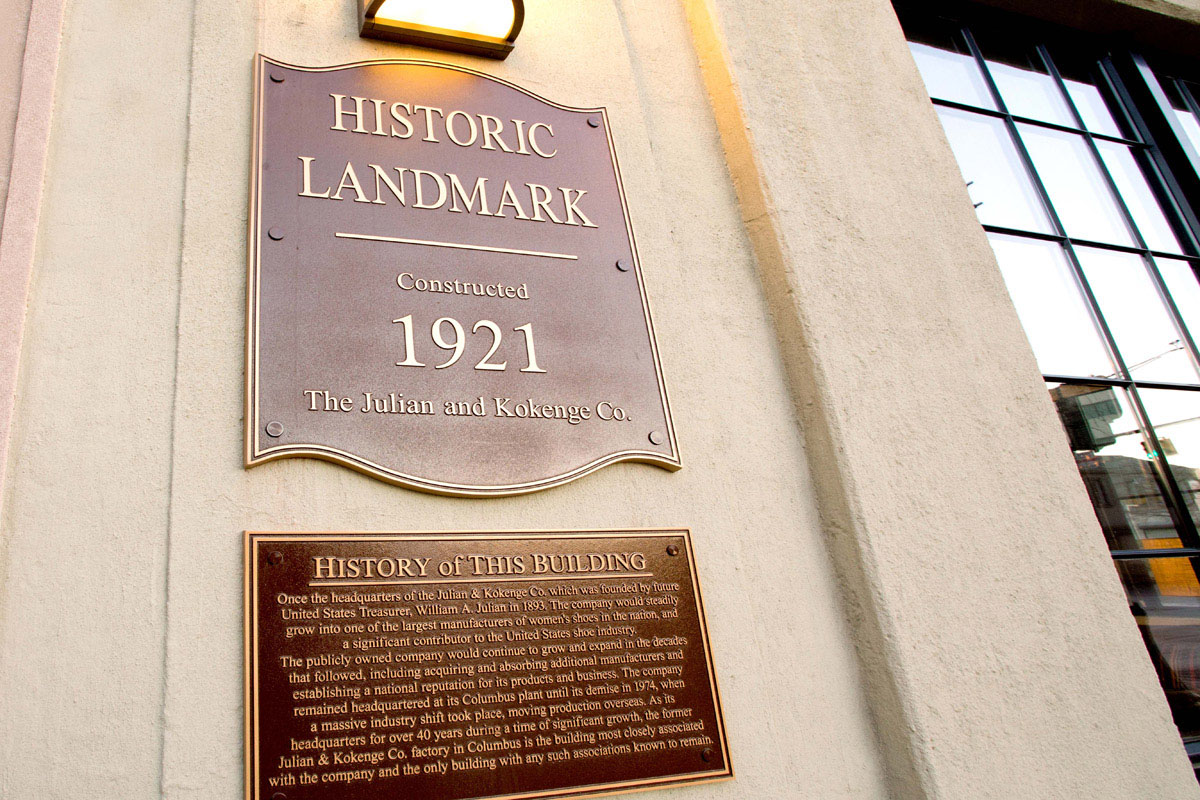 HISTORIC
LANDMARK
Constructed
1921
The Julian and Kokenge Co.
HISTORY of THIS BUILDING
Once the headquarters of the Julian & Kokenge Co. which was founded by future
United States Treasurer, William A. Julian in 1893. The company would steadily
grow into one of the largest manufacturers of women's shoes in the nation, and
a significant contributor to the United States shoe industry.
The publicly owned company would continue to grow and expand in the decades
that followed, including acquiring and absorbing additional manufacturers and
establishing a national reputation for its products and business. The company
remained headquartered at its Columbus plant until its demise in 1974, when
a massive industry shift took place, moving production overseas. As its
headquarters for over 40 years during a time of significant growth, the former
Julian & Kokenge Co. factory in Columbus is the building most closely associated
with the company and the only building with any such associations known to remain.